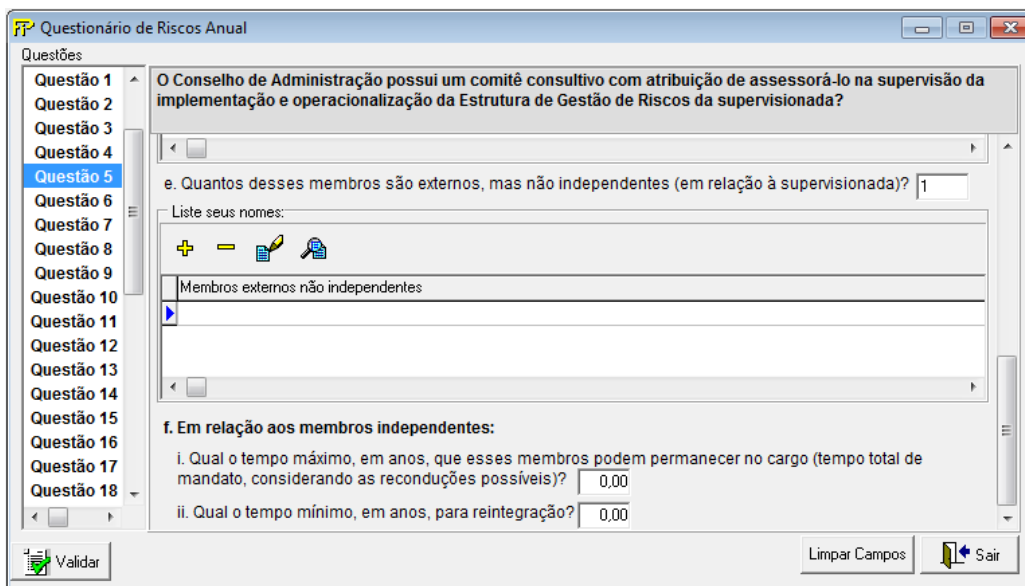 FIP Questionário de Riscos Anual
Questões
Questão 1
Questão 2
Questão 3
Questão 4
Questão 5
Questão 6
Questão 7
Questão 8
Questão 9
Questão 10
Questão 11
Questão 12
Questão 13
Questão 14
Questão 15
Questão 16
Questão 17
Questão 18
O Conselho de Administração possui um comitê consultivo com atribuição de assessorá-lo na supervisão da
implementação e operacionalização da Estrutura de Gestão de Riscos da supervisionada?
e. Quantos desses membros são externos, mas não independentes (em relação à supervisionada)? 1
Liste seus nomes:
Membros externos não independentes
f. Em relação aos membros independentes:
i. Qual o tempo máximo, em anos, que esses membros podem permanecer no cargo (tempo total de
mandato, considerando as reconduções possíveis)? 0,00
ii. Qual o tempo mínimo, em anos, para reintegração? 0,00
Validar
Limpar Campos
Sair